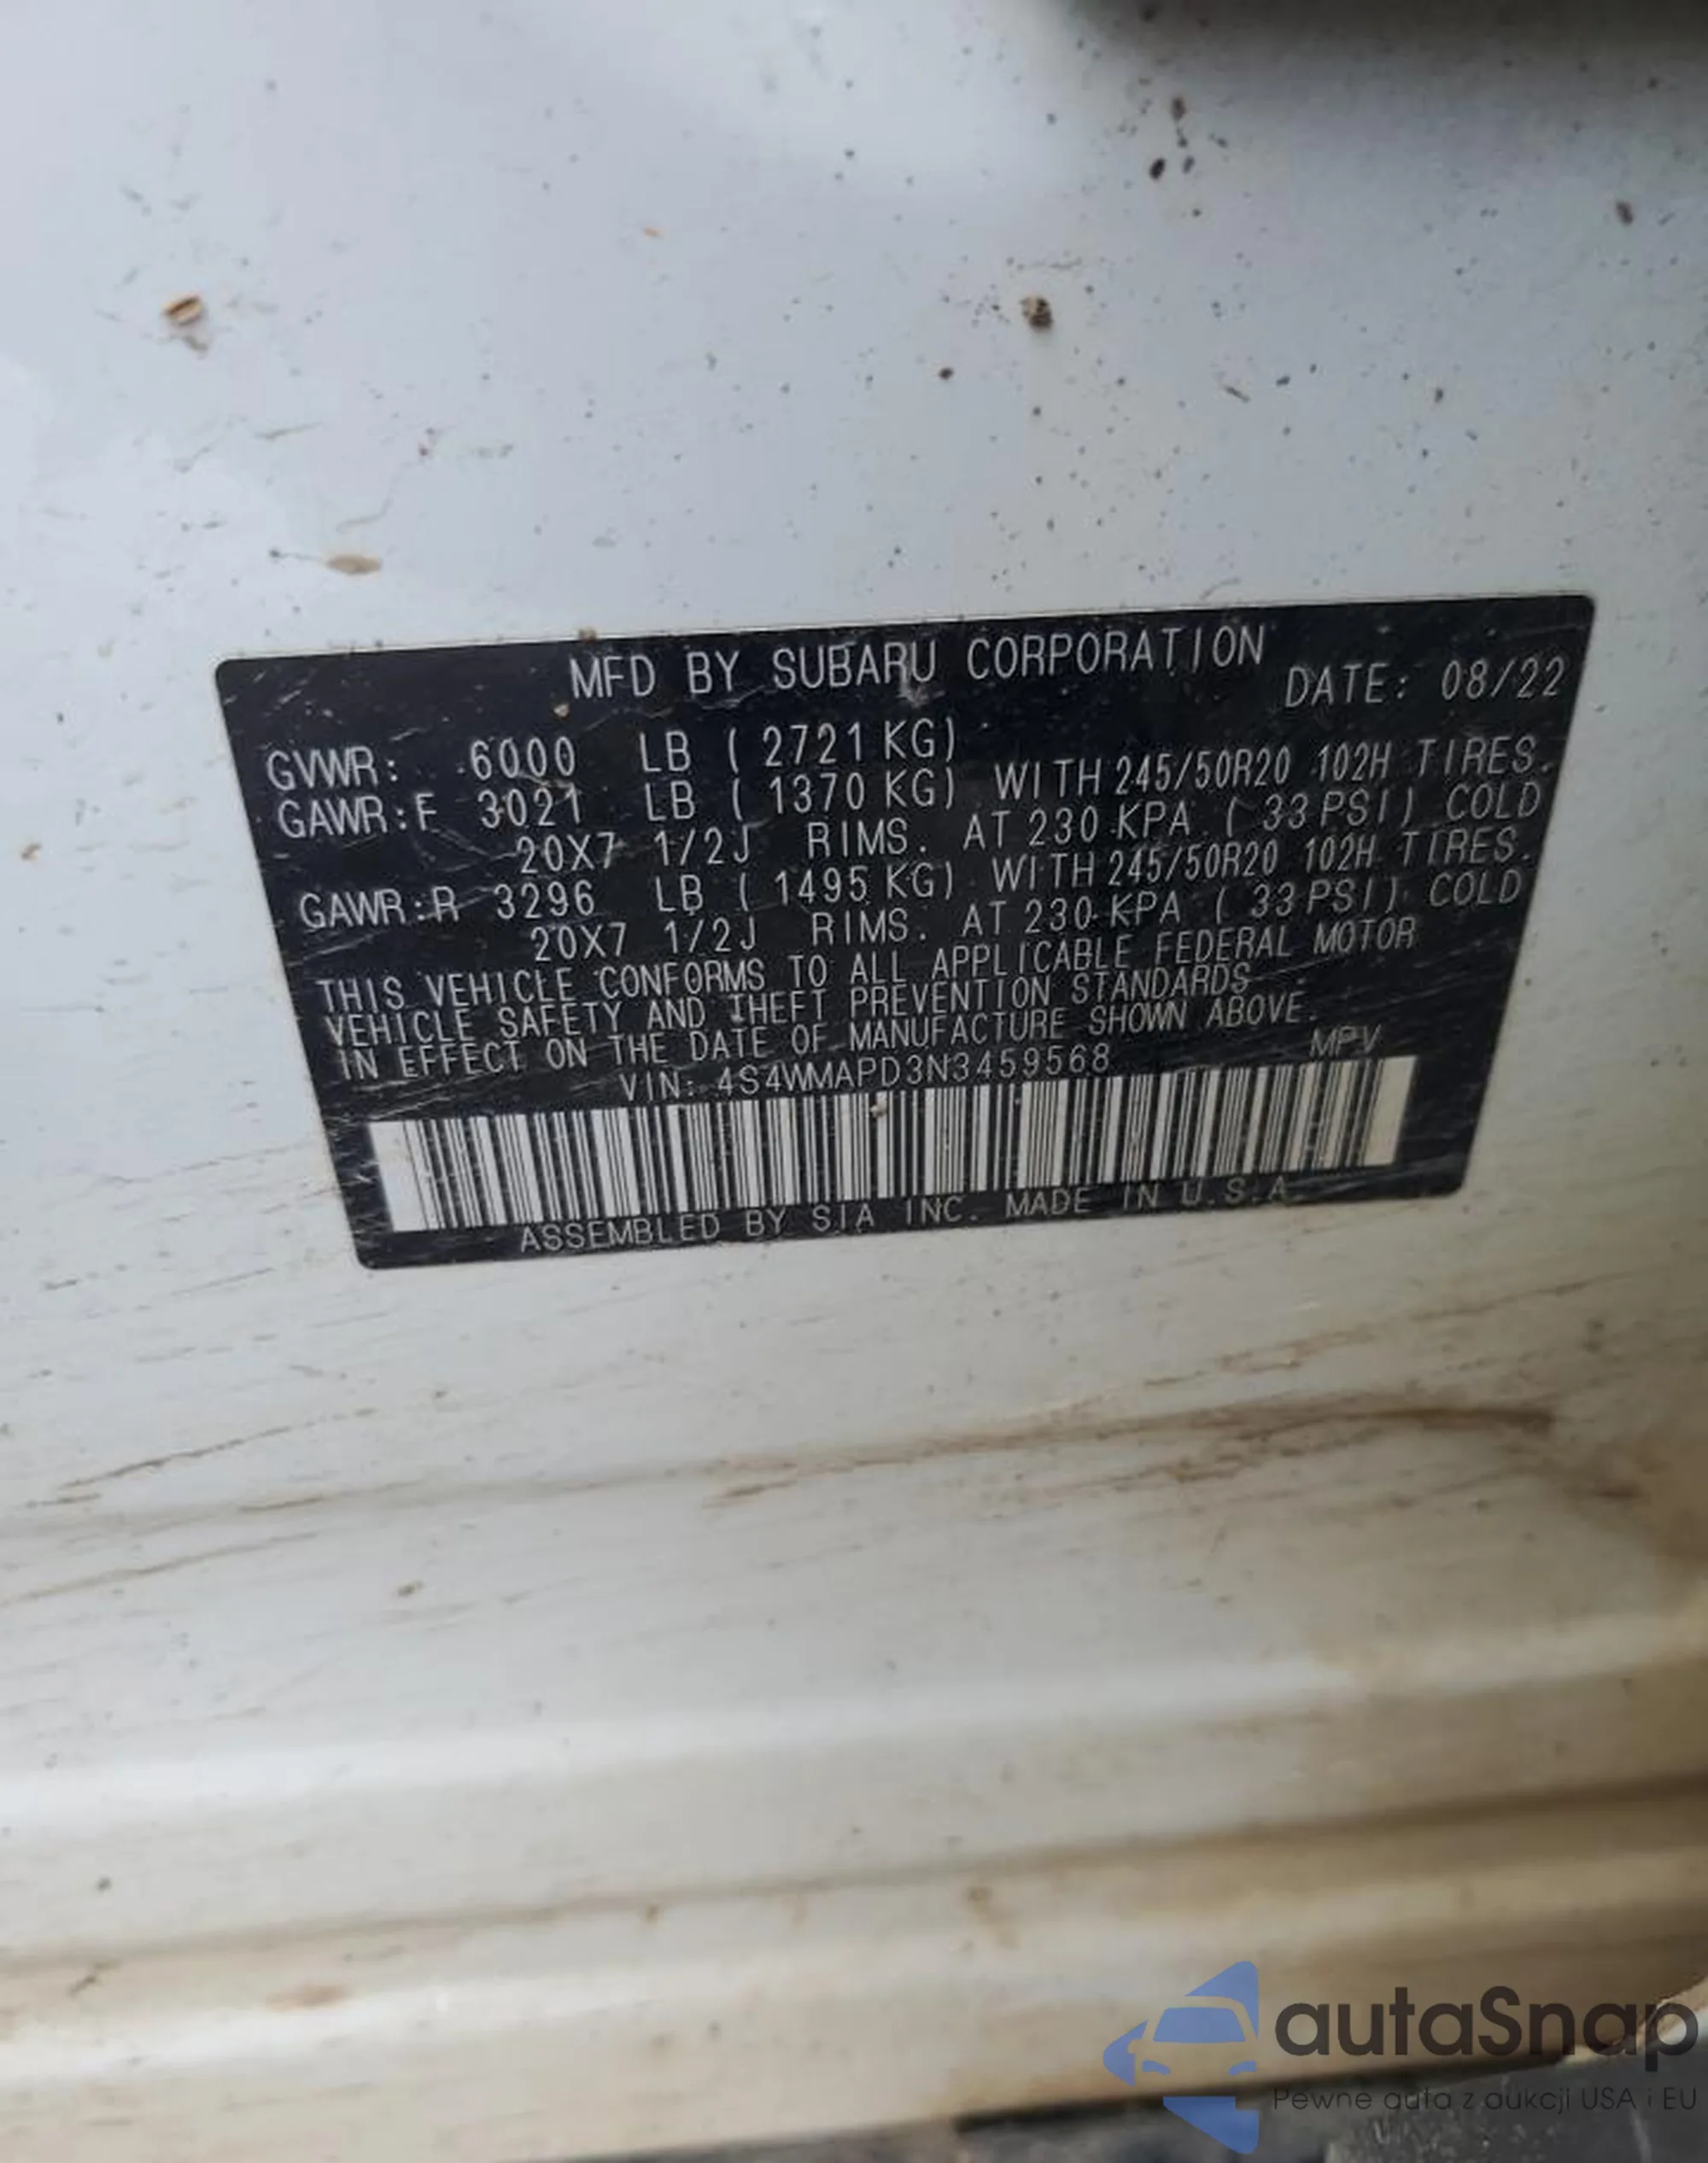 MFD BY SUBARU CORPORATION
DATE: 08/22
GVWR: 6000 LB ( 2721 KG)
GAWR:F 3021 LB ( 1370 KG) WITH 245/50R20 102H TIRES.
20X7 1/2J RIMS. AT 230 KPA ( 33 PSI) COLD
GAWR:R 3296 LB ( 1495 KG) WITH 245/50R20 102H TIRES.
20X7 1/2J RIMS. AT 230 KPA ( 33 PSI) COLD
THIS VEHICLE CONFORMS TO ALL APPLICABLE FEDERAL MOTOR
VEHICLE SAFETY AND THEFT PREVENTION STANDARDS
IN EFFECT ON THE DATE OF MANUFACTURE SHOWN ABOVE.
VIN: 4S4WMAPD3N3459568 MPV
ASSEMBLED BY SIA INC. MADE IN U.S.A.
autaSnap
Pewne auta z aukcji USA i EU